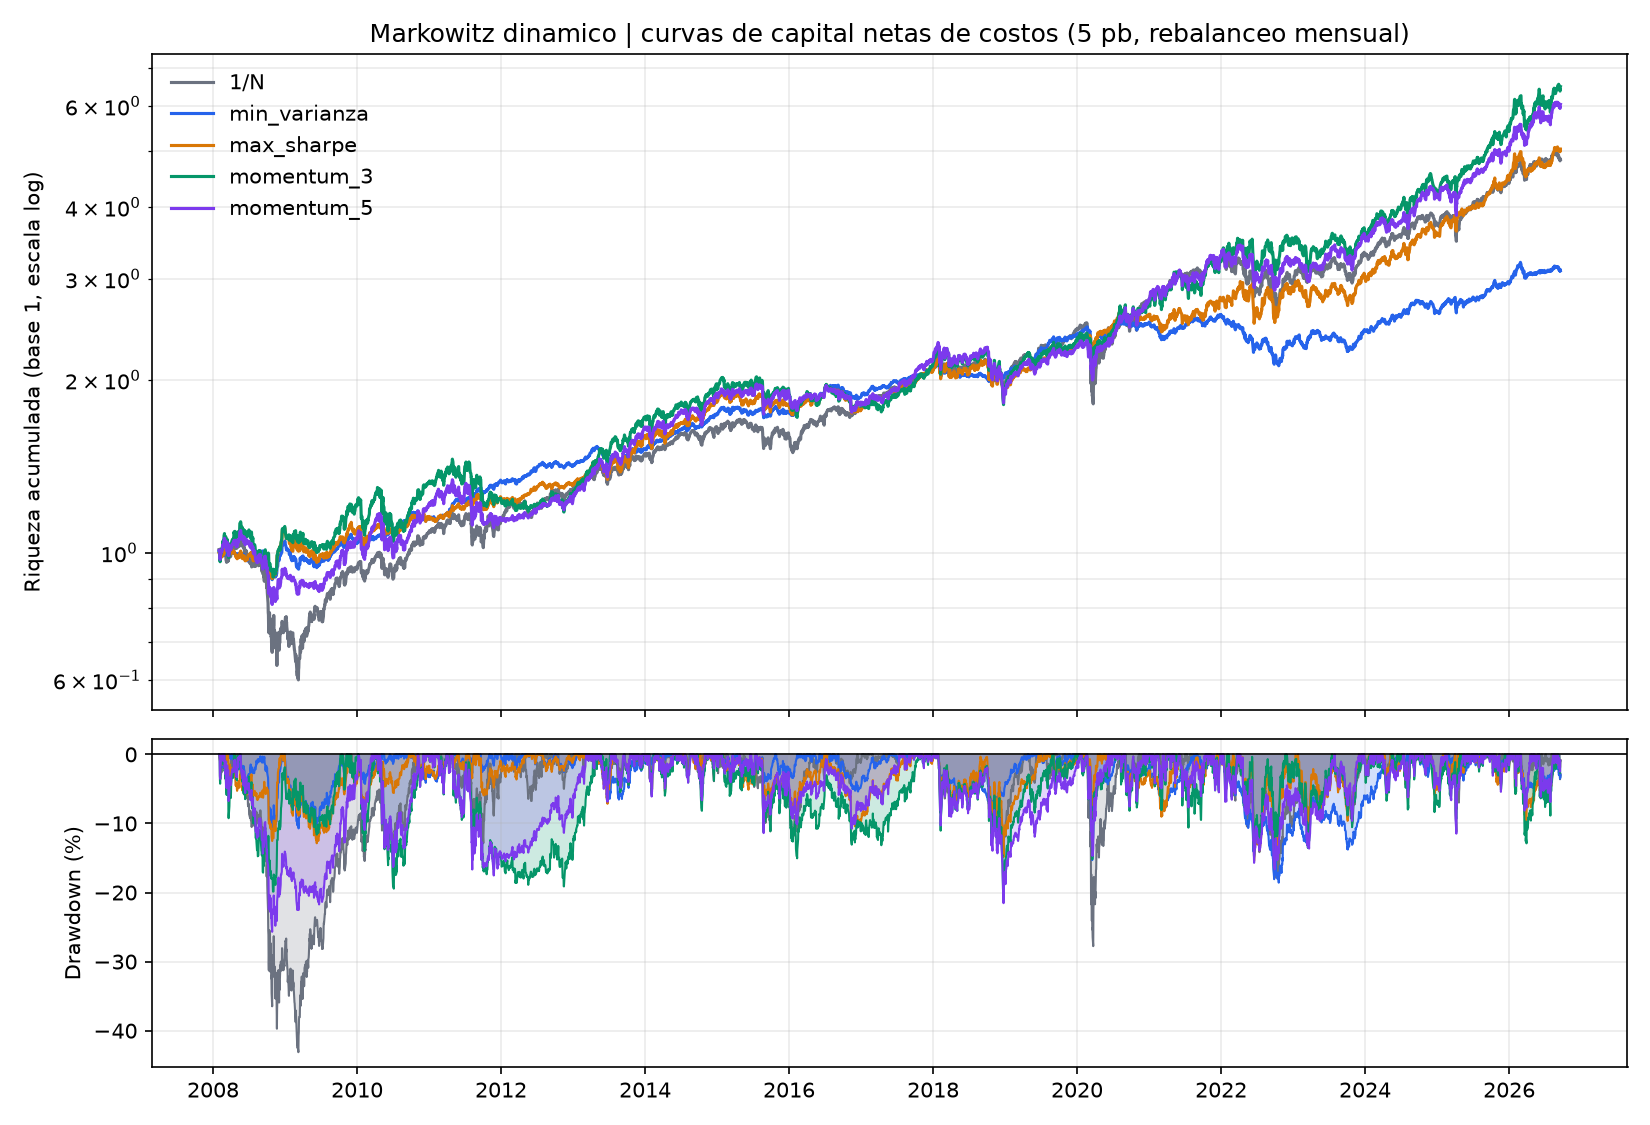 Markowitz dinamico | curvas de capital netas de costos (5 pb, rebalanceo mensual)
Riqueza acumulada (base 1, escala log)
1/N
min_varianza
max_sharpe
momentum_3
momentum_5
6 × 10⁰
4 × 10⁰
3 × 10⁰
2 × 10⁰
10⁰
6 × 10⁻¹
Drawdown (%)
0
−10
−20
−30
−40
2008 2010 2012 2014 2016 2018 2020 2022 2024 2026